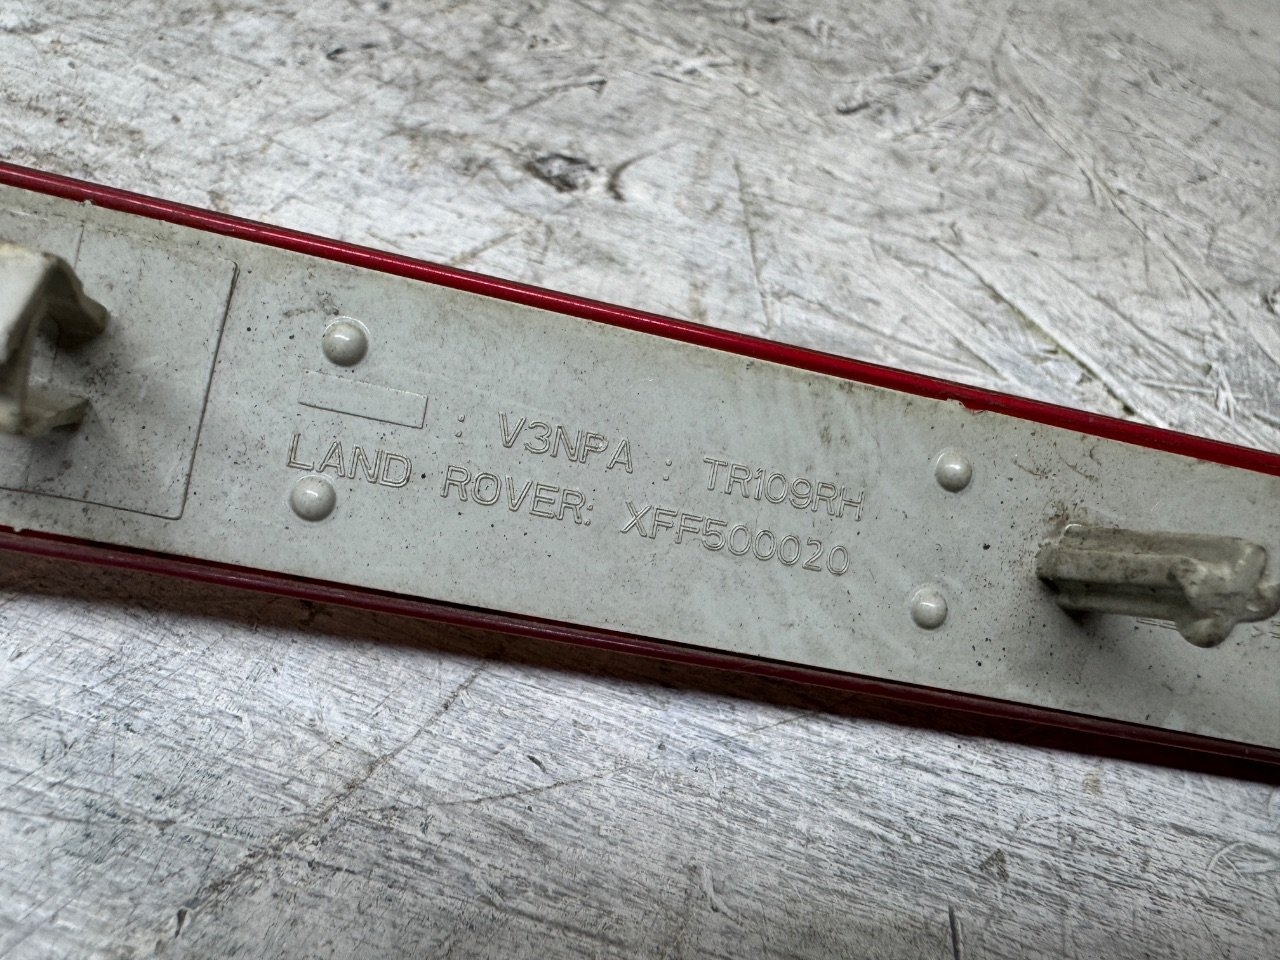 : V3NPA : TR109RH
LAND ROVER: XFF500020